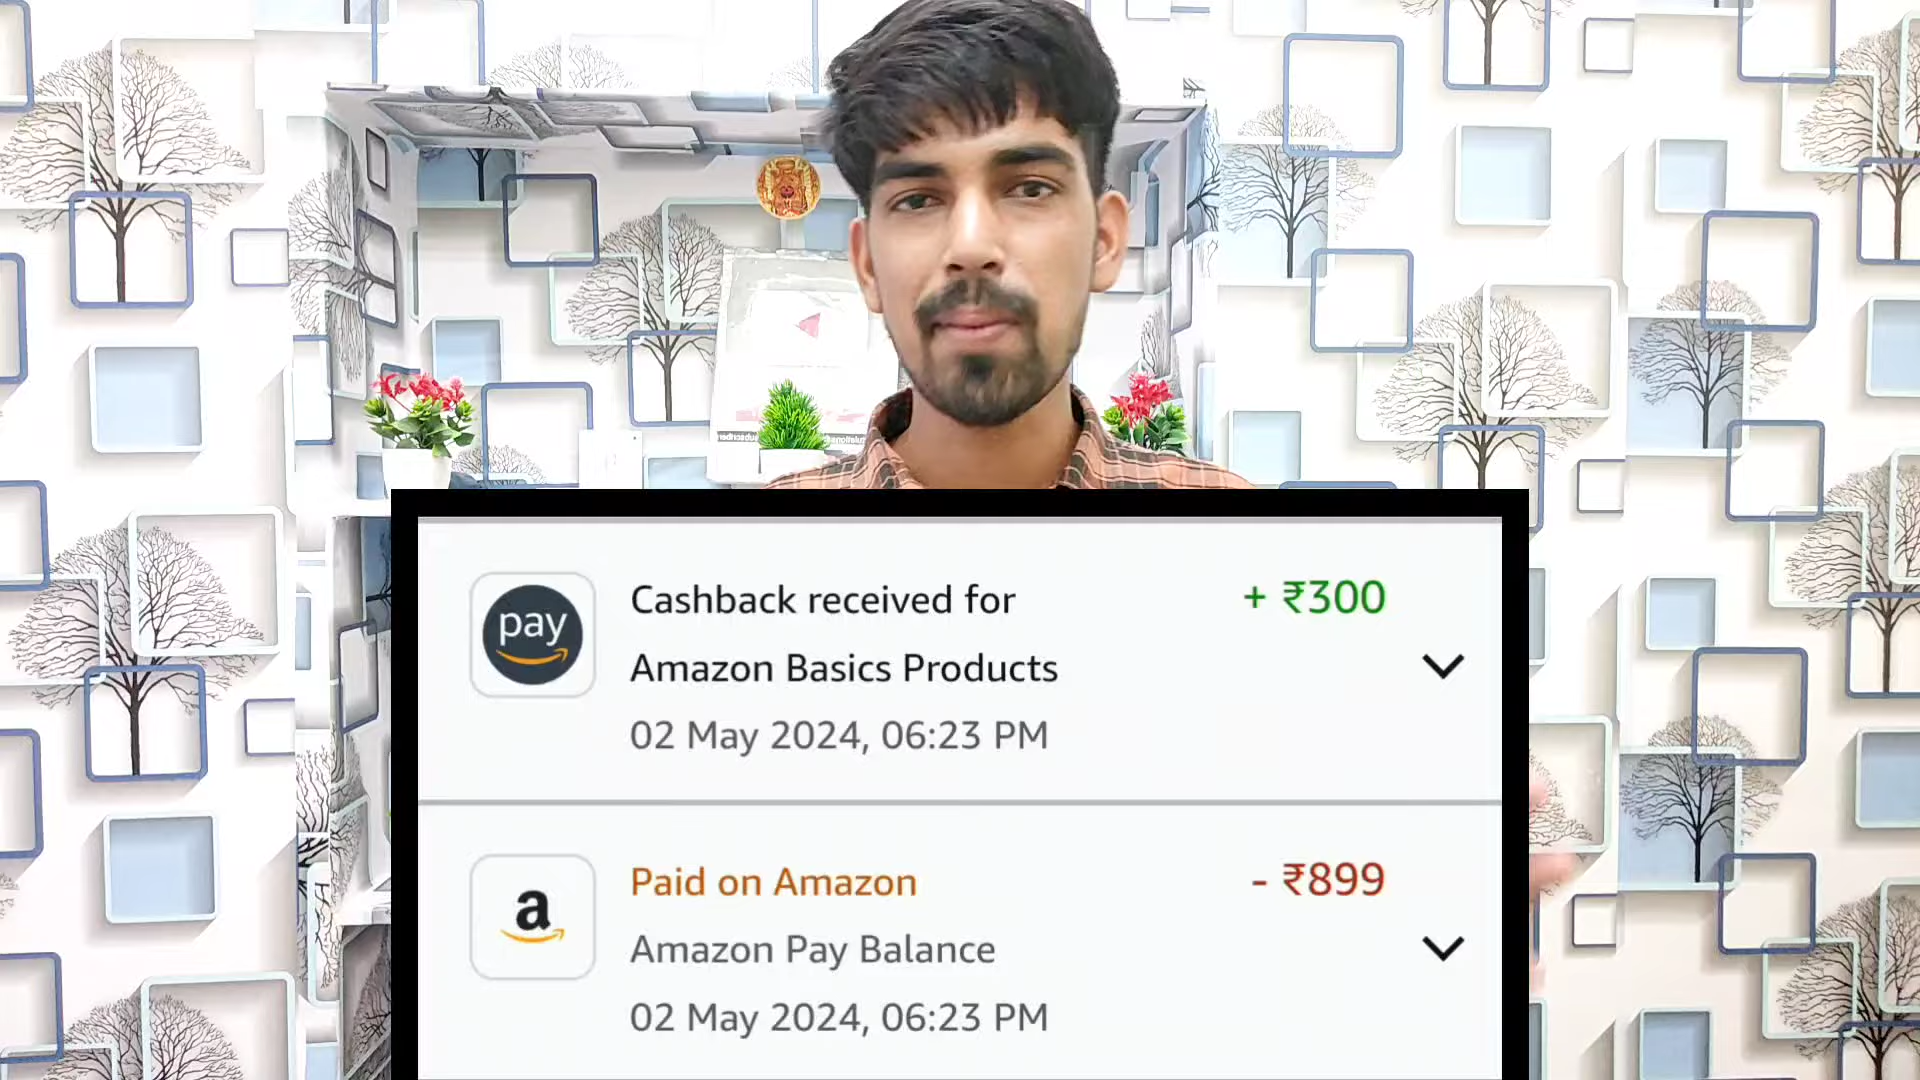 Cashback received for
+ ₹300
pay
Amazon Basics Products
02 May 2024, 06:23 PM
Paid on Amazon
- ₹899
a
Amazon Pay Balance
02 May 2024, 06:23 PM